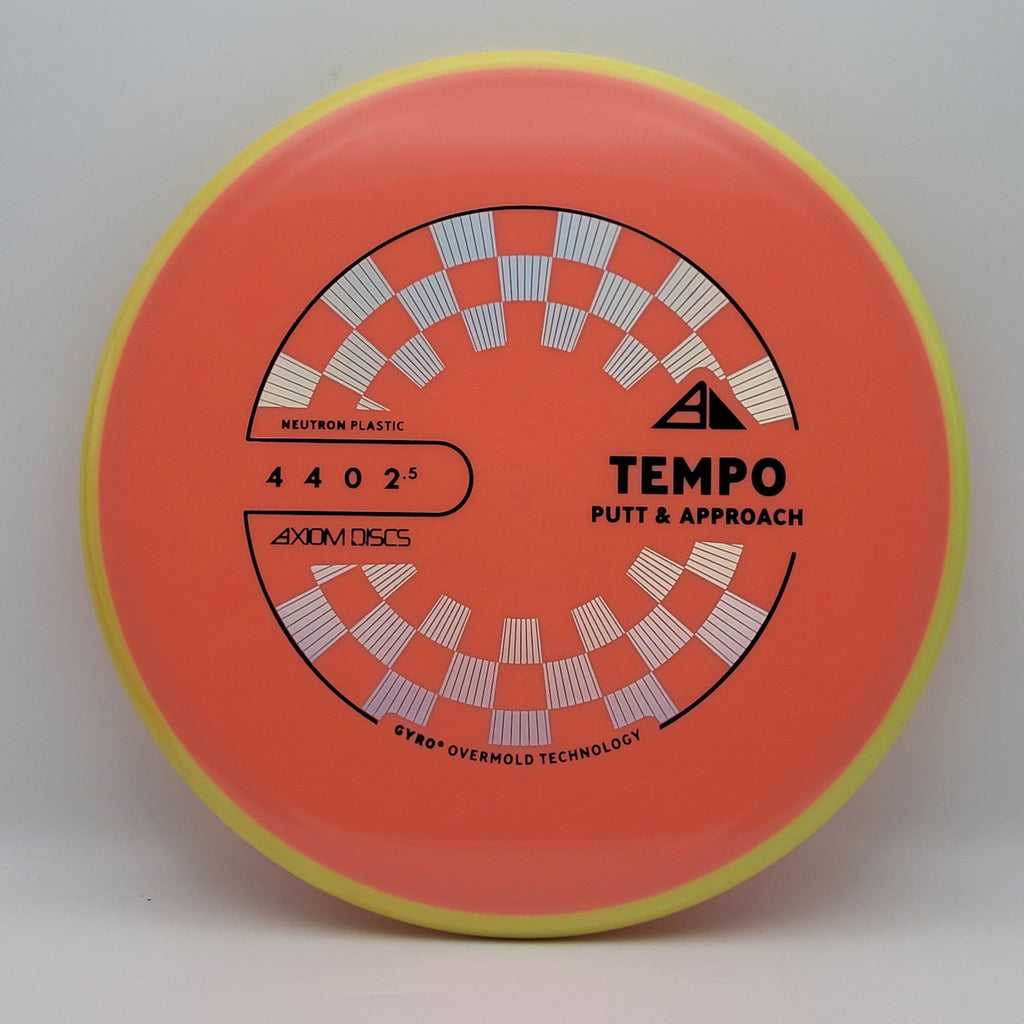 NEUTRON PLASTIC
4 4 0 2.5
AXIOM DISCS
TEMPO
PUTT & APPROACH
GYRO® OVERMOLD TECHNOLOGY